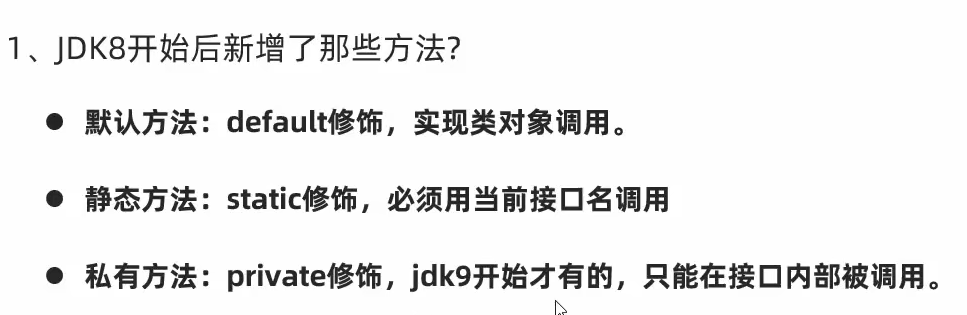 1、JDK8开始后新增了那些方法?
● 默认方法：default修饰，实现类对象调用。
● 静态方法：static修饰，必须用当前接口名调用
● 私有方法：private修饰，jdk9开始才有的，只能在接口内部被调用。